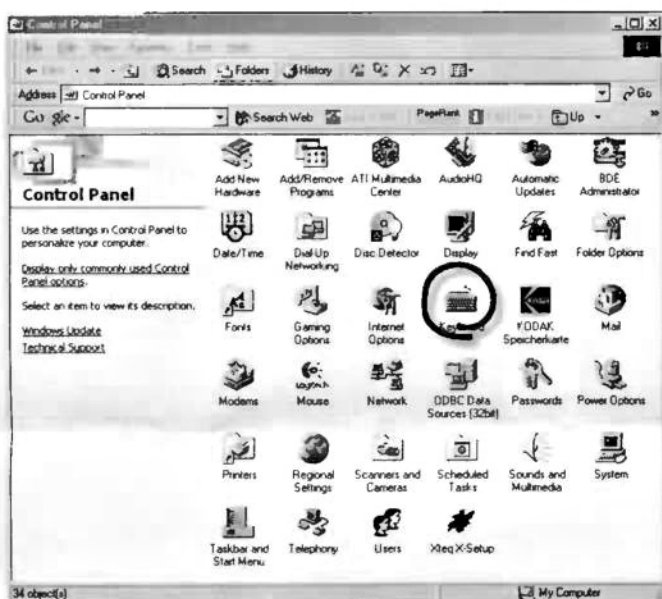 Control Panel
Search Folders History
Address Control Panel Go
Search Web Up
Control Panel
Use the settings in Control Panel to
personalize your computer.
Display only commonly used Control
Panel options.
Select an item to view its description.
Windows Update
Technical Support
Add New
Hardware
Add/Remove
Programs
ATI Multimedia
Center
AudioHQ
Automatic
Updates
BDE
Administrator
Date/Time
Dial-Up
Networking
Disc Detector
Display
Find Fast
Folder Options
Fonts
Gaming
Options
Internet
Options
Keyboard
KODAK
Speicherkarte
Mail
Modems
Logitech
Mouse
Network
ODBC Data
Sources (32bit)
Passwords
Power Options
Printers
Regional
Settings
Scanners and
Cameras
Scheduled
Tasks
Sounds and
Multimedia
System
Taskbar and
Start Menu
Telephony
Users
Xteq X-Setup
34 object(s) My Computer